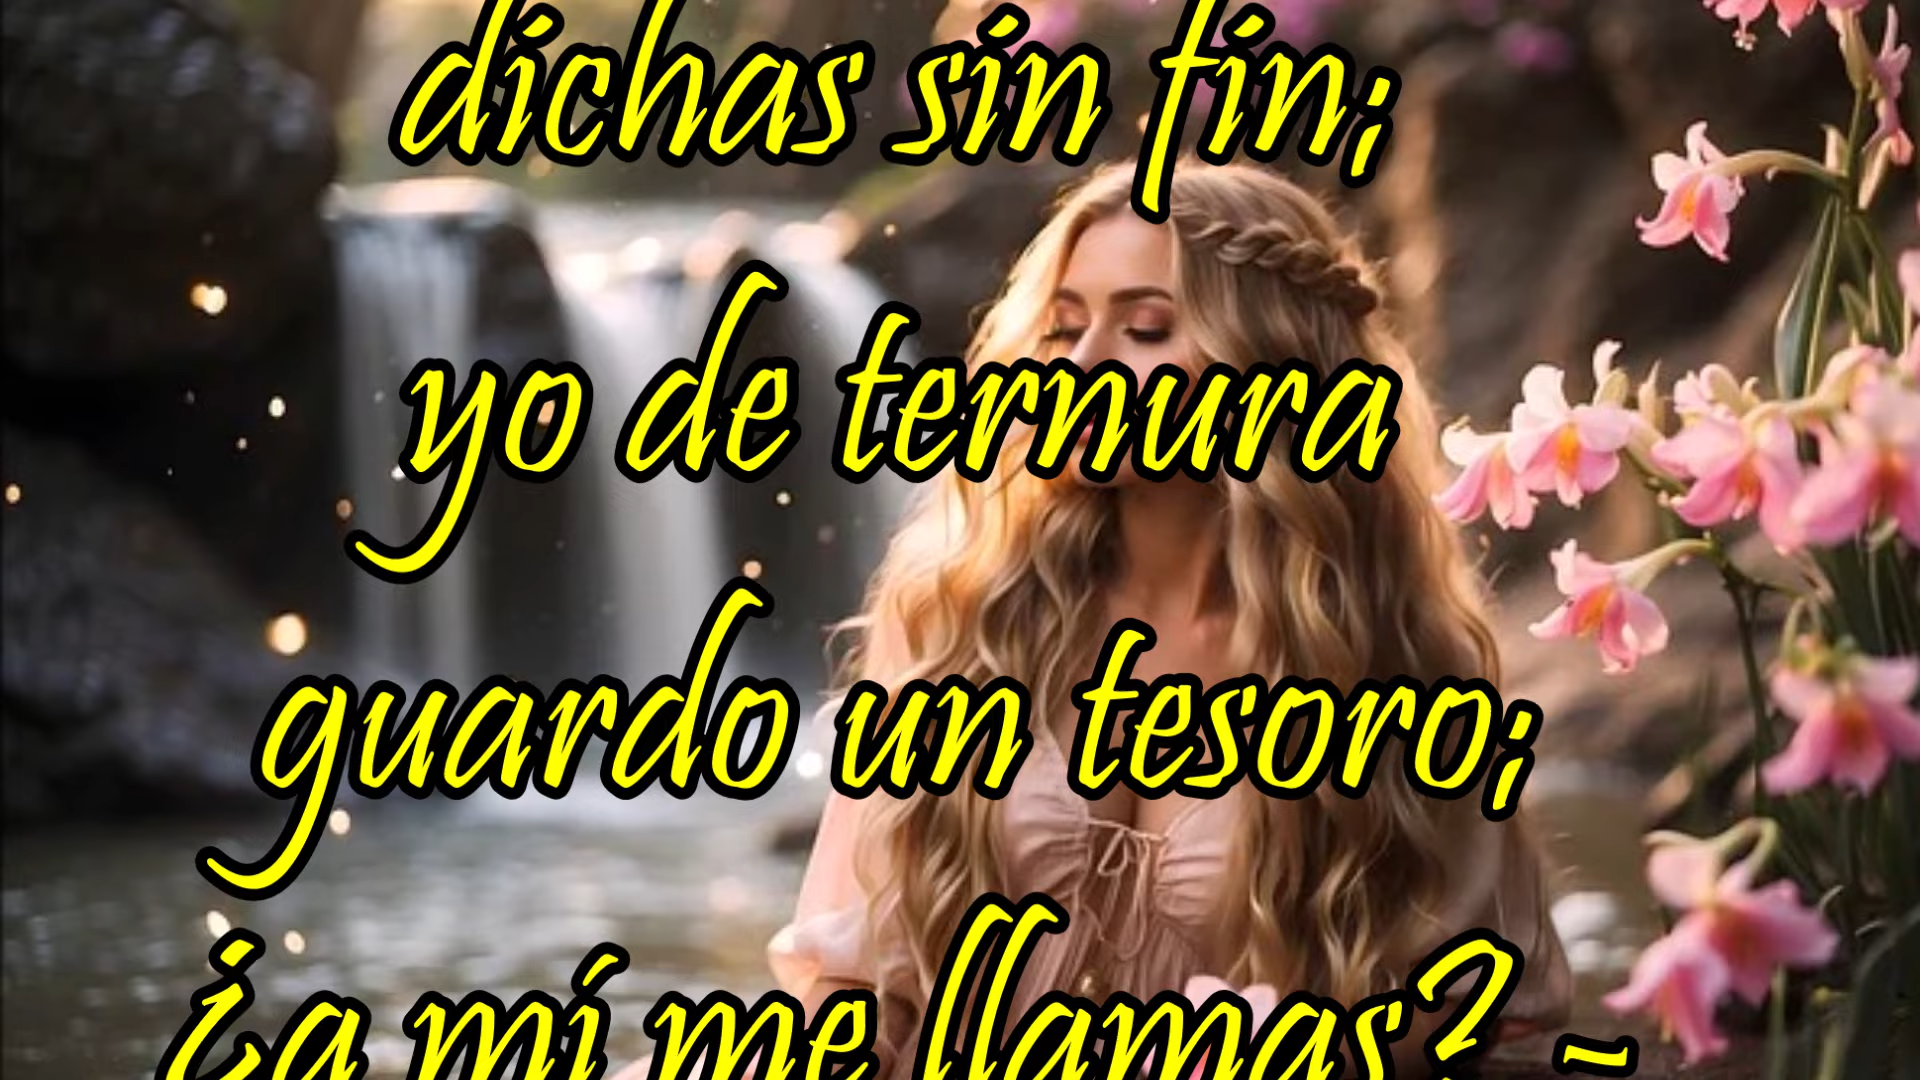 dichas sin fin;
yo de ternura
guardo un tesoro;
¿a mí me llamas? -